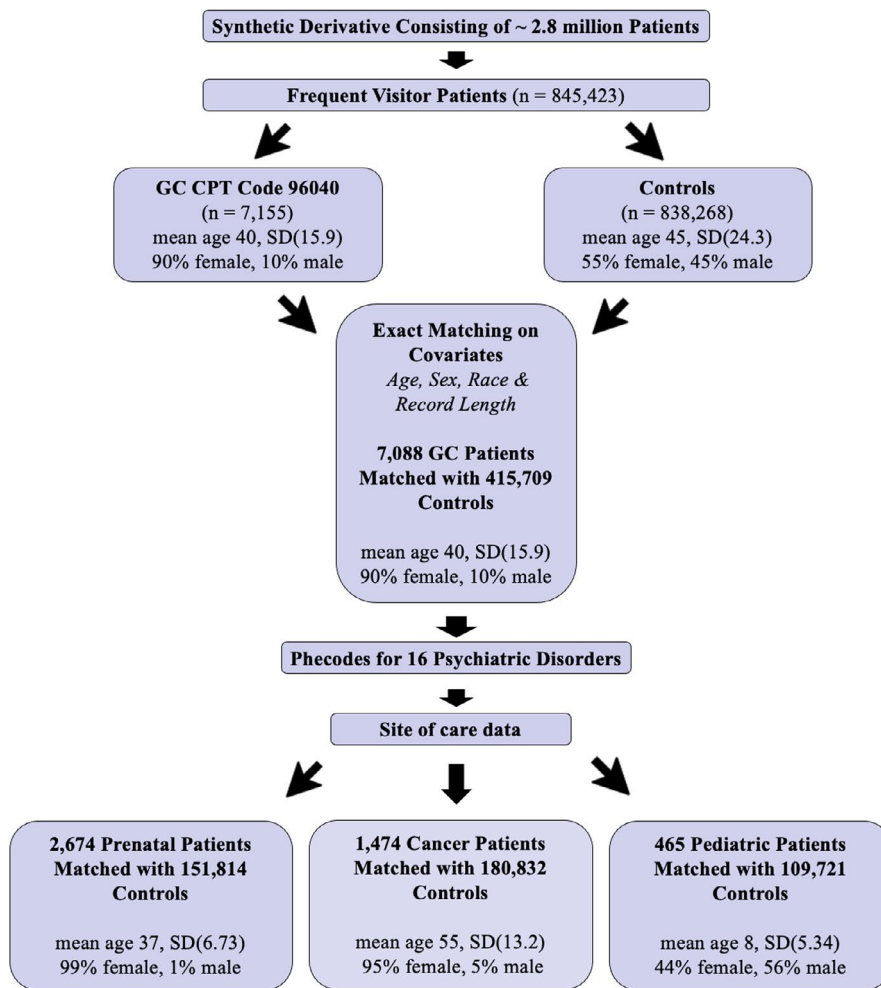 Synthetic Derivative Consisting of ~ 2.8 million Patients
Frequent Visitor Patients (n = 845,423)
GC CPT Code 96040
(n = 7,155)
mean age 40, SD(15.9)
90% female, 10% male
Controls
(n = 838,268)
mean age 45, SD(24.3)
55% female, 45% male
Exact Matching on
Covariates
Age, Sex, Race &
Record Length
7,088 GC Patients
Matched with 415,709
Controls
mean age 40, SD(15.9)
90% female, 10% male
Phecodes for 16 Psychiatric Disorders
Site of care data
2,674 Prenatal Patients
Matched with 151,814
Controls
mean age 37, SD(6.73)
99% female, 1% male
1,474 Cancer Patients
Matched with 180,832
Controls
mean age 55, SD(13.2)
95% female, 5% male
465 Pediatric Patients
Matched with 109,721
Controls
mean age 8, SD(5.34)
44% female, 56% male